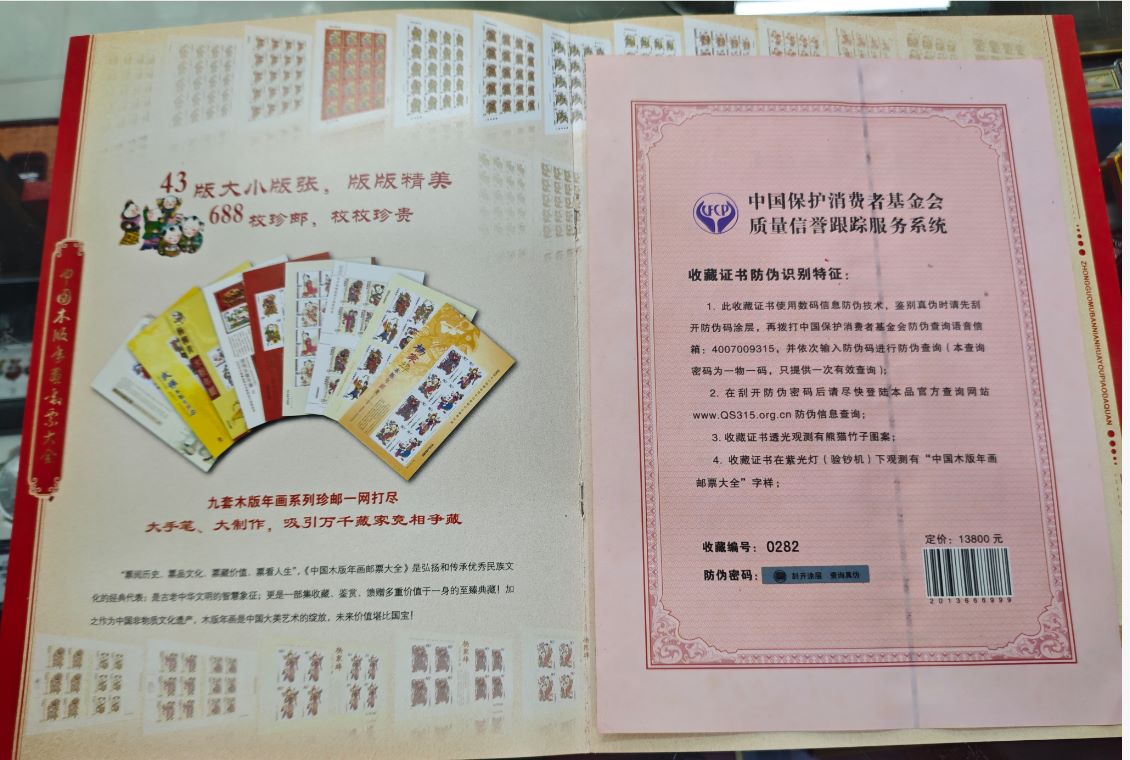 43版大小版张，版版精美
688枚珍邮，枚枚珍贵
中国木版年画邮票大全
九套木版年画系列珍邮一网打尽
大手笔、大制作，吸引万千藏家竞相争藏
“票阅历史、票品文化、票藏价值、票看人生”，《中国木版年画邮票大全》是弘扬和传承优秀民族文
化的经典代表；是古老中华文明的智慧象征；更是一部集收藏、鉴赏、馈赠多重价值于一身的至臻典藏！加
之作为中国非物质文化遗产，木版年画是中国大美艺术的绽放，未来价值堪比国宝！
CFCP
中国保护消费者基金会
质量信誉跟踪服务系统
收藏证书防伪识别特征：
1. 此收藏证书使用数码信息防伪技术，鉴别真伪时请先刮
开防伪码涂层，再拨打中国保护消费者基金会防伪查询语音信
箱：4007009315，并依次输入防伪码进行防伪查询（本查询
密码为一物一码，只提供一次有效查询）；
2. 在刮开防伪密码后请尽快登陆本品官方查询网站
www.QS315.org.cn 防伪信息查询；
3. 收藏证书透光观测有熊猫竹子图案；
4. 收藏证书在紫光灯（验钞机）下观测有“中国木版年画
邮票大全”字样；
收藏编号：0282
防伪密码：
刮开涂层 查询真伪
定价：13800 元
2013666999
ZHONGGUOMUBANNIANHUAYOUPIAODAQUAN